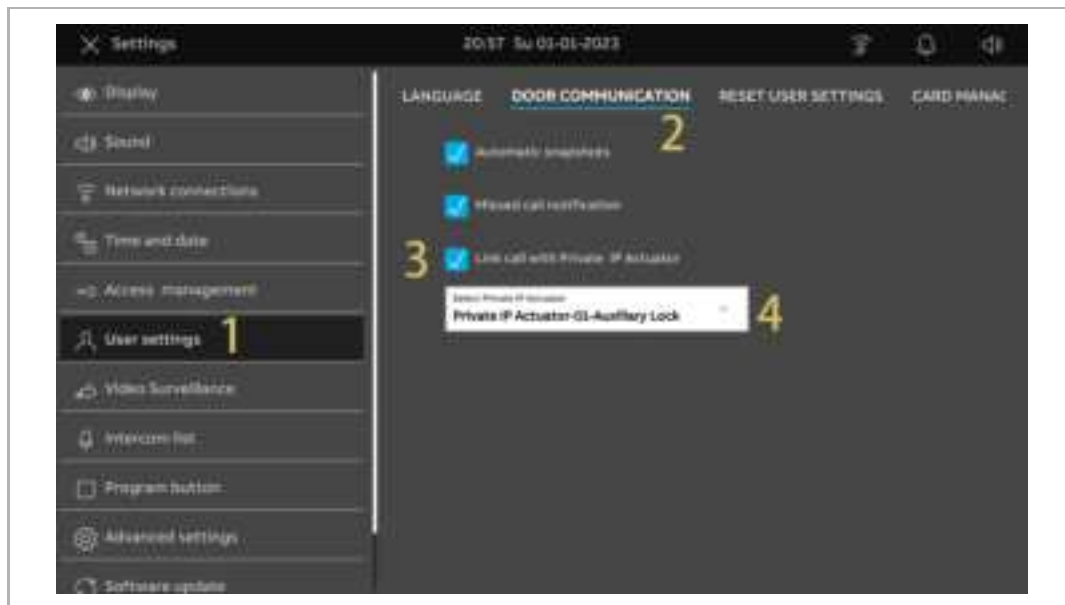 Settings
20:57 Su 01-01-2023
Display
Sound
Network connections
Time and date
Access management
User settings
1
Video Surveillance
Intercom list
Program button
Advanced settings
Software update
LANGUAGE DOOR COMMUNICATION RESET USER SETTINGS CARD MANAG
2
Automatic snapshots
Missed call notification
3
Link call with Private IP Actuator
Select Private IP Actuator
Private IP Actuator-01-Auxiliary Lock
4